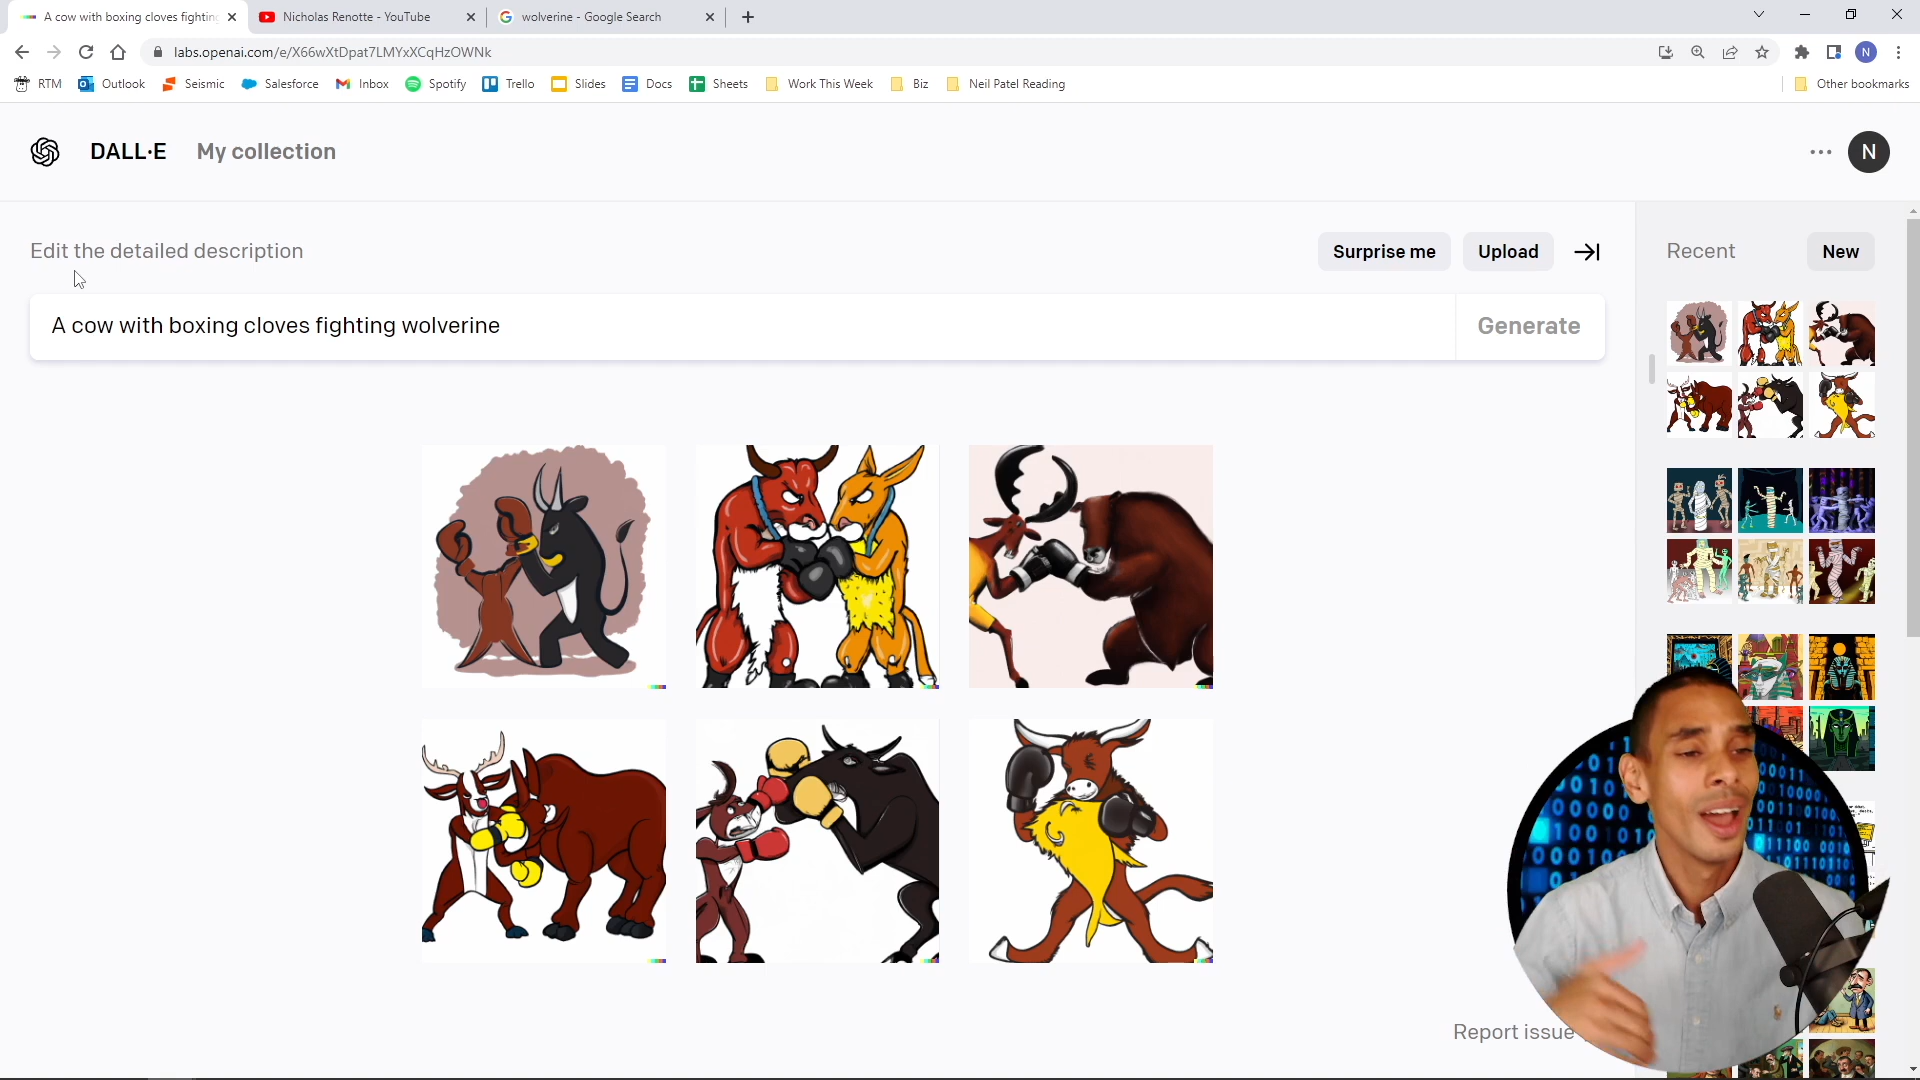 A cow with boxing cloves fighting
Nicholas Renotte - YouTube
wolverine - Google Search
labs.openai.com/e/X66wXtDpat7LMYxXCqHzOWNk
N
RTM
Outlook
Seismic
Salesforce
Inbox
Spotify
Trello
Slides
Docs
Sheets
Work This Week
Biz
Neil Patel Reading
Other bookmarks
DALL·E
My collection
N
Edit the detailed description
Surprise me
Upload
Recent
New
A cow with boxing cloves fighting wolverine
Generate
Report issue